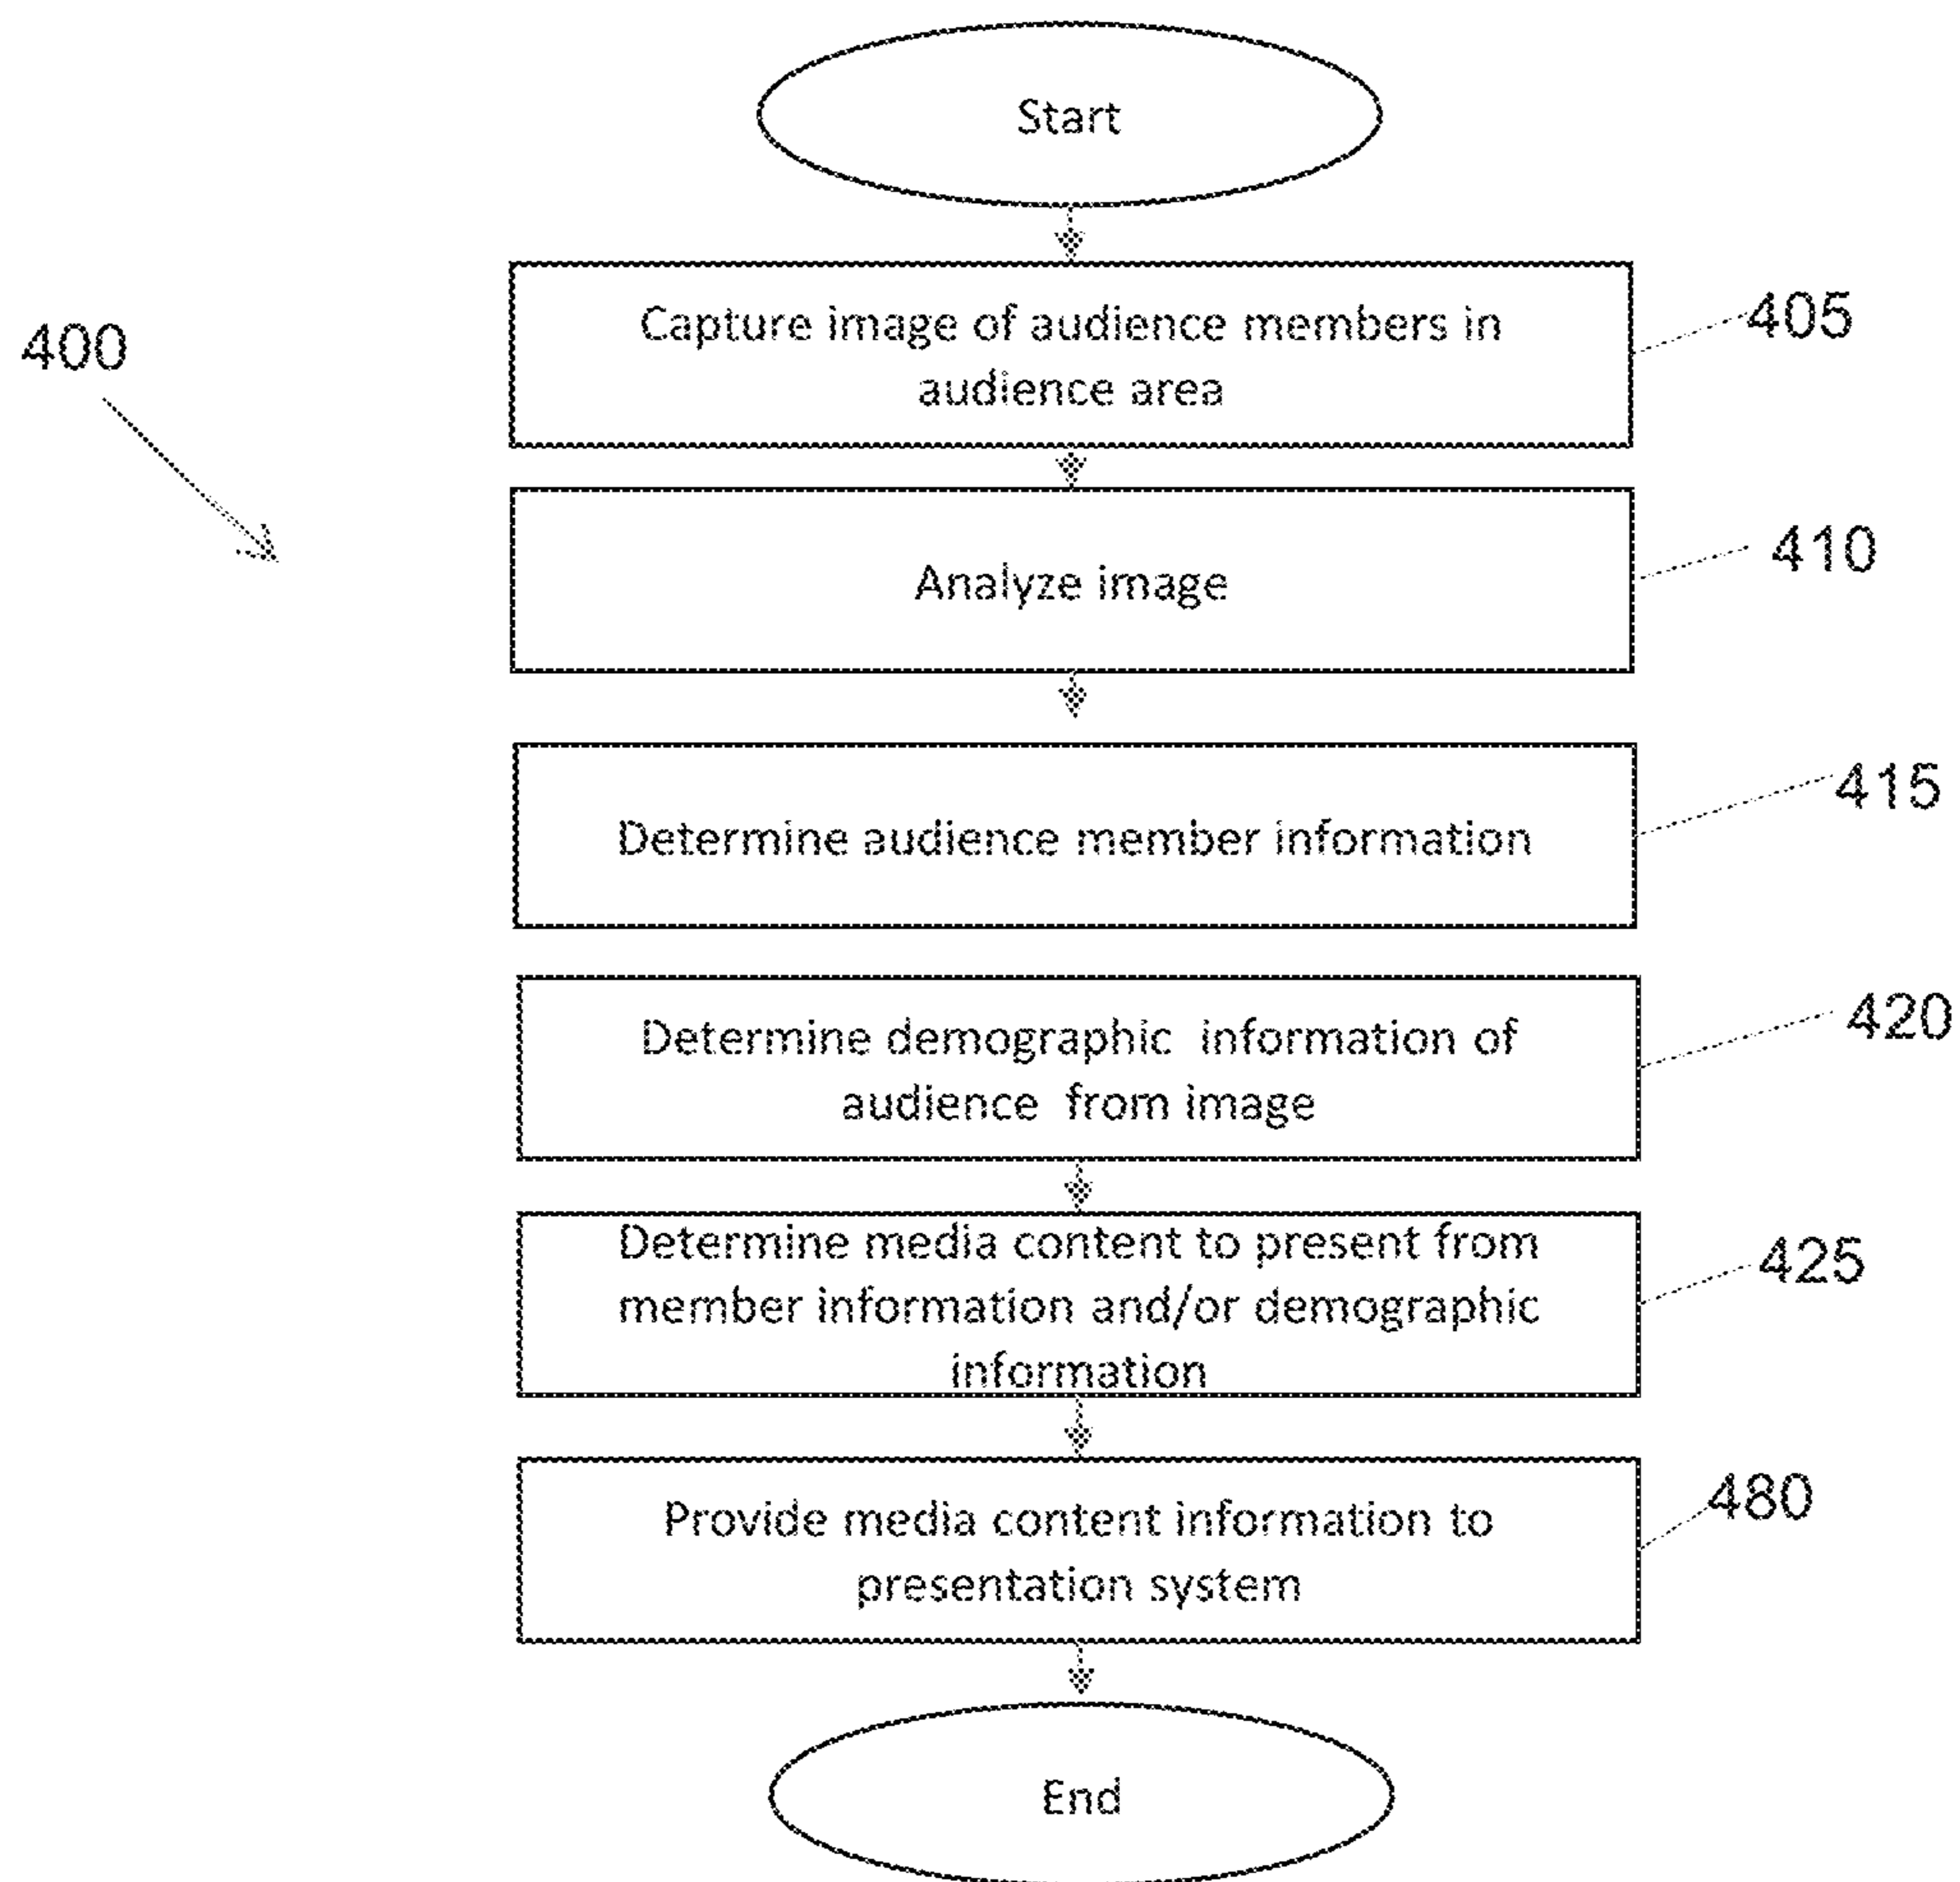 Start
400
Capture image of audience members in
audience area
405
Analyze image
410
Determine audience member information
415
Determine demographic information of
audience from image
420
Determine media content to present from
member information and/or demographic
information
425
Provide media content information to
presentation system
480
End